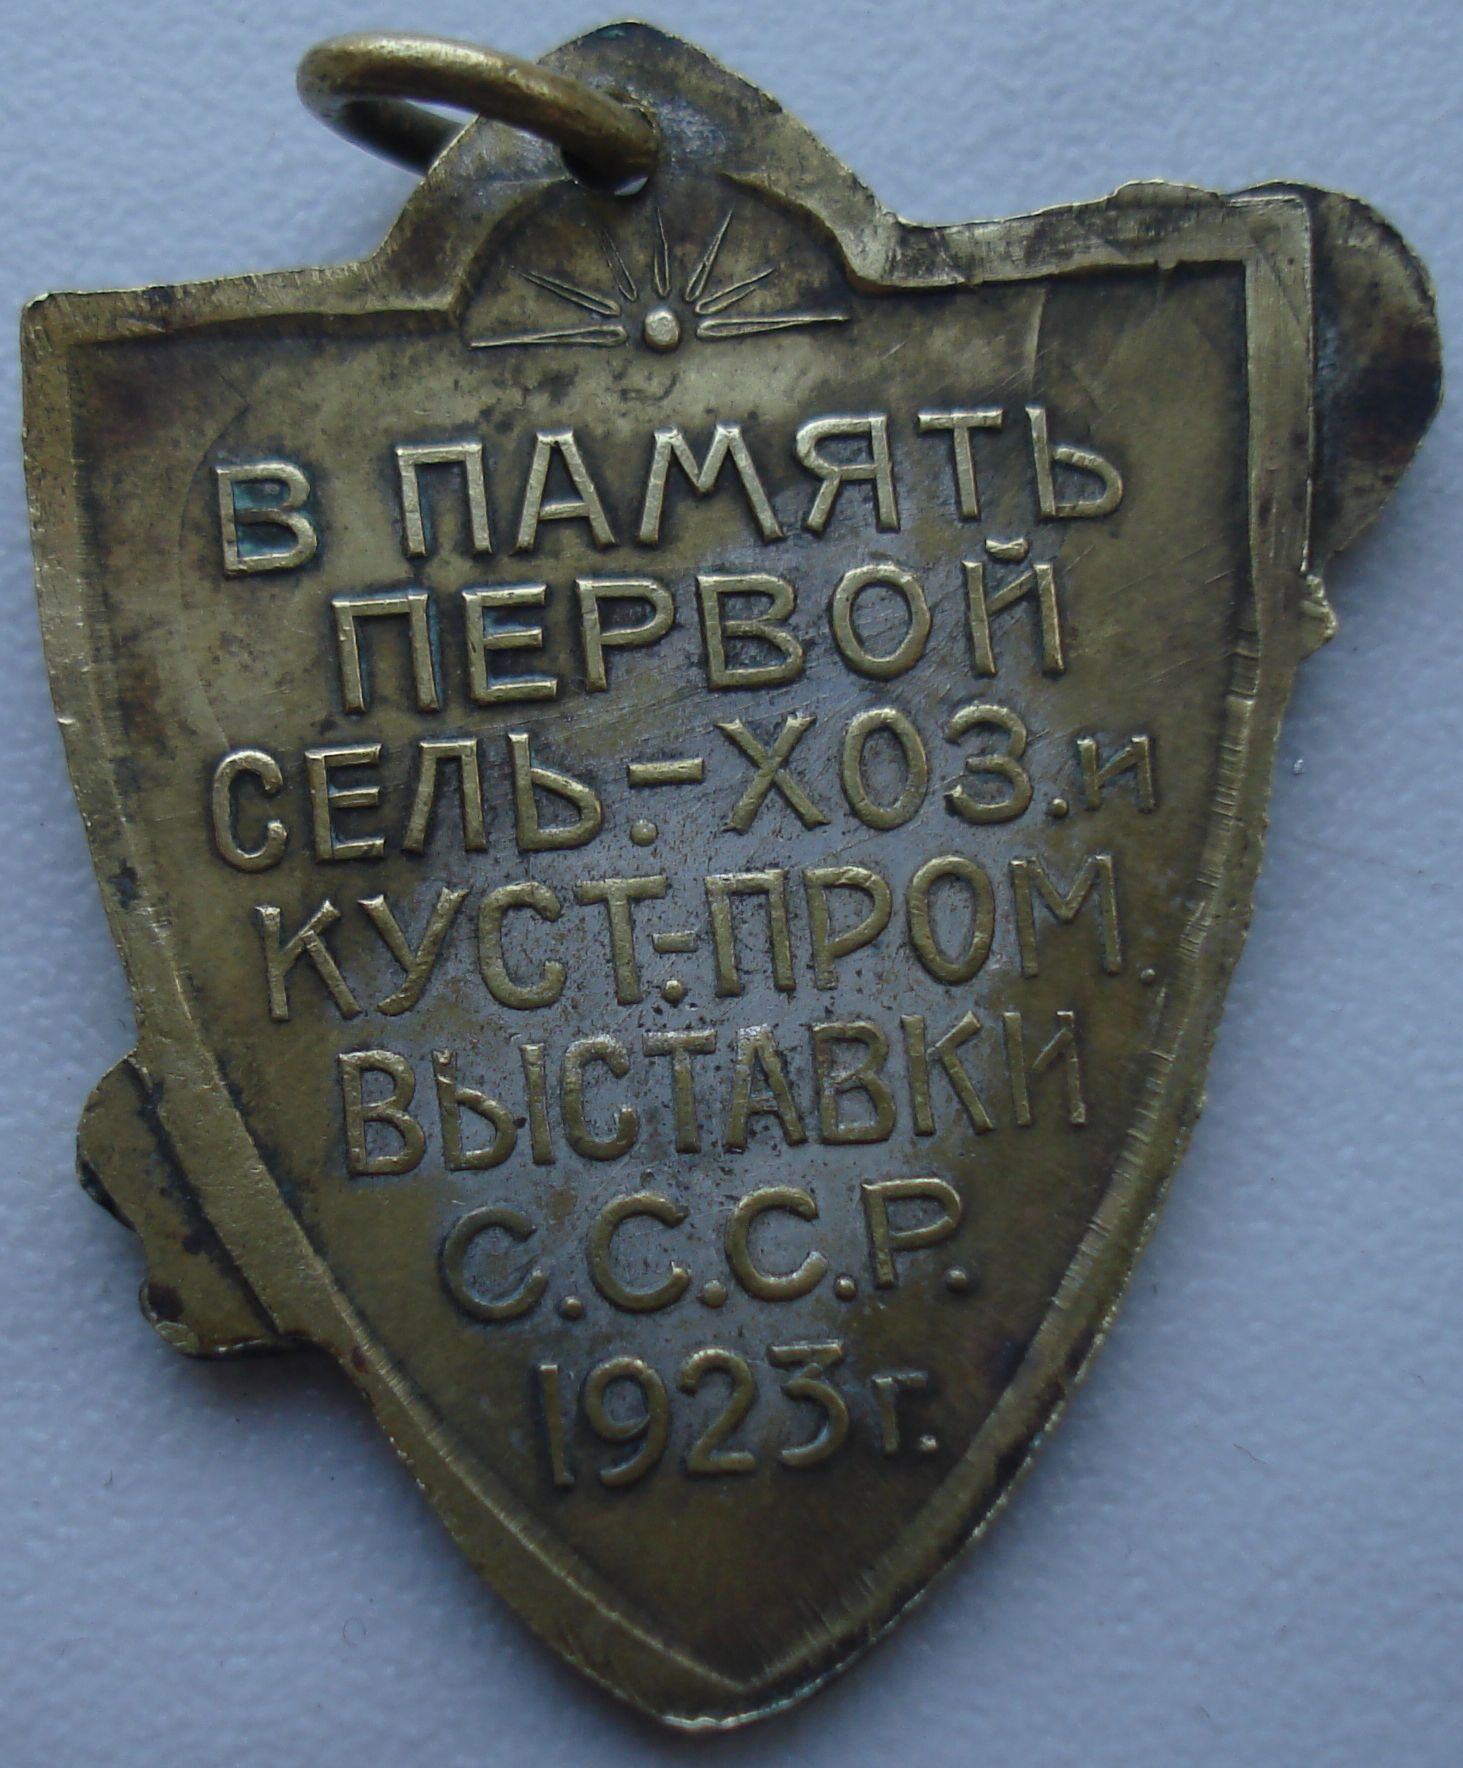 В ПАМЯТЬ
ПЕРВОЙ
СЕЛЬ.-ХОЗ. и
КУСТ.-ПРОМ.
ВЫСТАВКИ
С.С.С.Р.
1923 г.